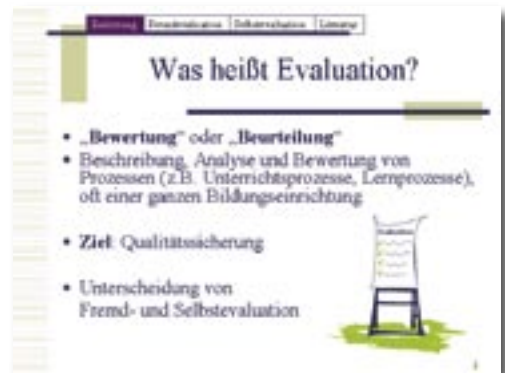 Einleitung Fremdevaluation Selbstevaluation Literatur
Was heißt Evaluation?
• „Bewertung“ oder „Beurteilung“
• Beschreibung, Analyse und Bewertung von
Prozessen (z.B. Unterrichtsprozesse, Lernprozesse),
oft einer ganzen Bildungseinrichtung
• Ziel: Qualitätssicherung
• Unterscheidung von
Fremd- und Selbstevaluation
Evaluation